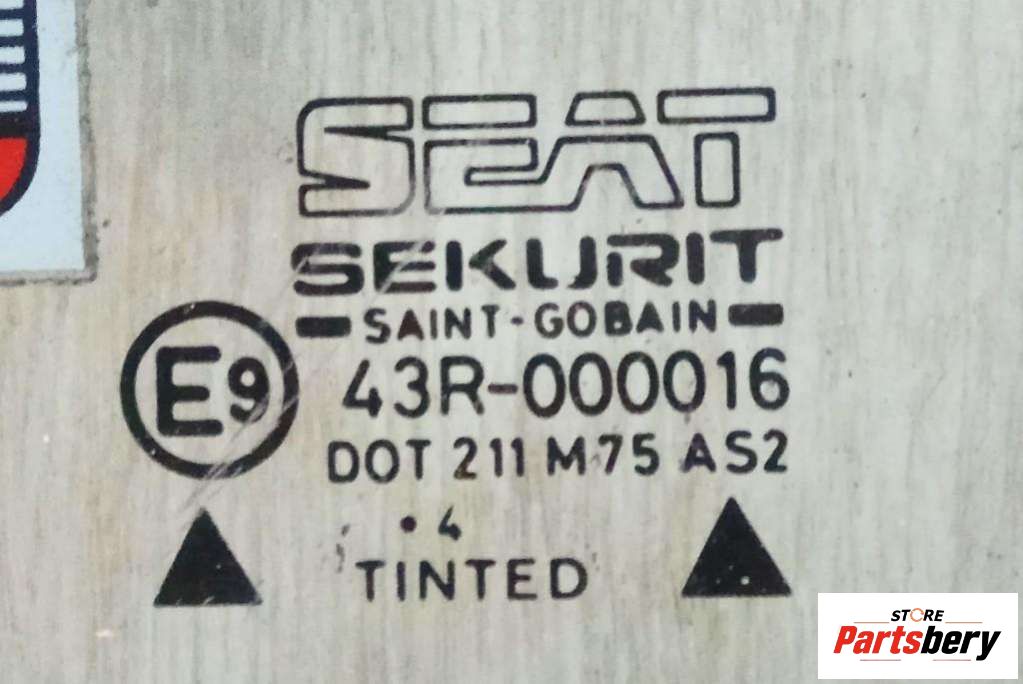 SEAT
SEKURIT
SAINT-GOBAIN
E9
43R-000016
DOT 211 M75 AS2
• 4
TINTED
STORE
Partsbery